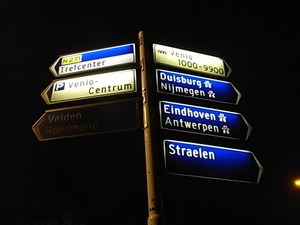 N271
Trefcenter
P Venlo-
Centrum
Velden
Roermond
Venlo
1000-9900
Duisburg
Nijmegen
Eindhoven
Antwerpen
Straelen